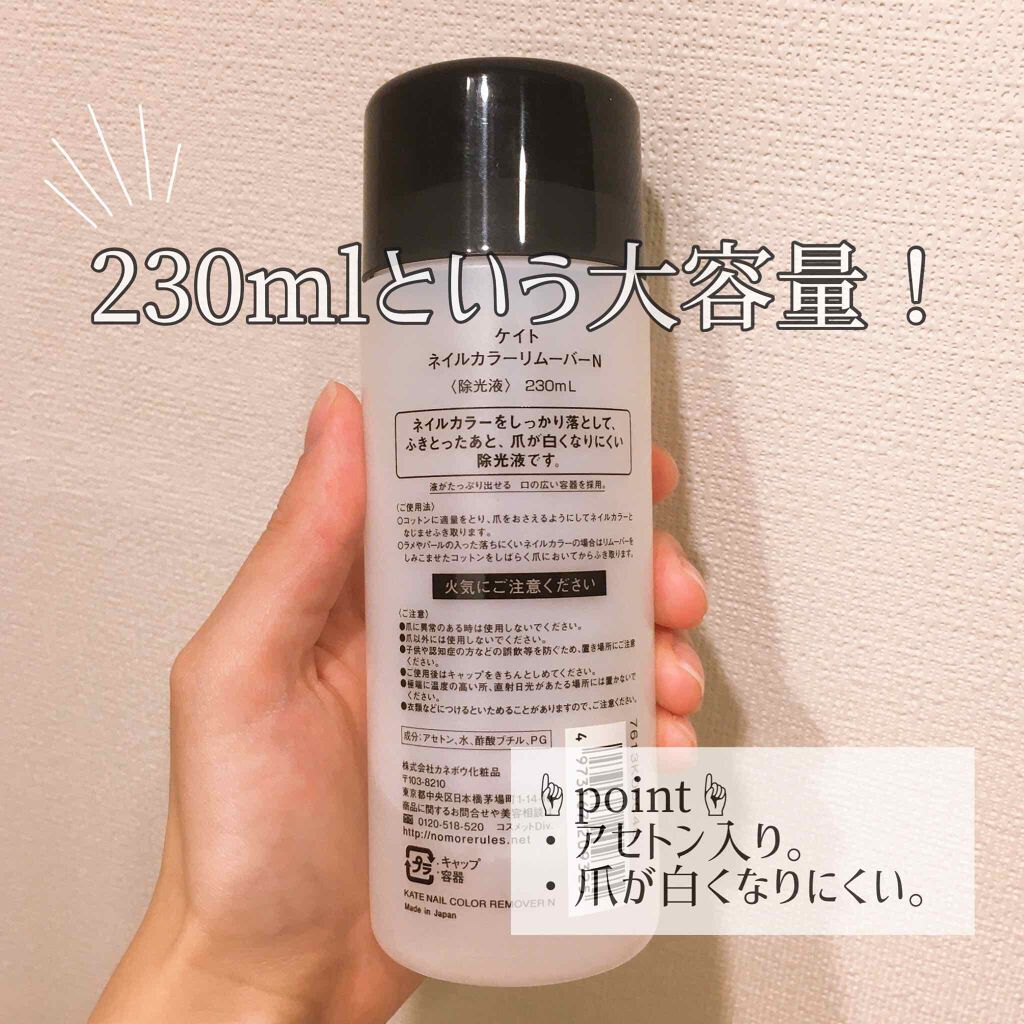 230mlという大容量！
ケイト
ネイルカラーリムーバーN
〈除光液〉 230mL
ネイルカラーをしっかり落として、
ふきとったあと、爪が白くなりにくい
除光液です。
液がたっぷり出せる 口の広い容器を採用。
〈ご使用法〉
○コットンに適量をとり、爪をおさえるようにしてネイルカラーと
なじませふき取ります。
○ラメやパールの入った落ちにくいネイルカラーの場合はリムーバーを
しみこませたコットンをしばらく爪においてからふき取ります。
火気にご注意ください
〈ご注意〉
●爪に異常のある時は使用しないでください。
●爪以外には使用しないでください。
●子供や認知症の方などの誤飲等を防ぐため、置き場所にご注意
ください。
●ご使用後はキャップをきちんとしめてください。
●極端に温度の高い所、直射日光があたる場所には置かないで
ください。
●衣類などにつけるといためることがありますので、ご注意ください。
成分：アセトン、水、酢酸ブチル、PG
株式会社カネボウ化粧品
〒103-8210
東京都中央区日本橋茅場町1-14
商品に関するお問合せや美容相談
0120-518-520 コスメットDiv.
http://nomorerules.net
プラ
・キャップ
・容器
KATE NAIL COLOR REMOVER N
Made in Japan
☝point☝
・アセトン入り。
・爪が白くなりにくい。